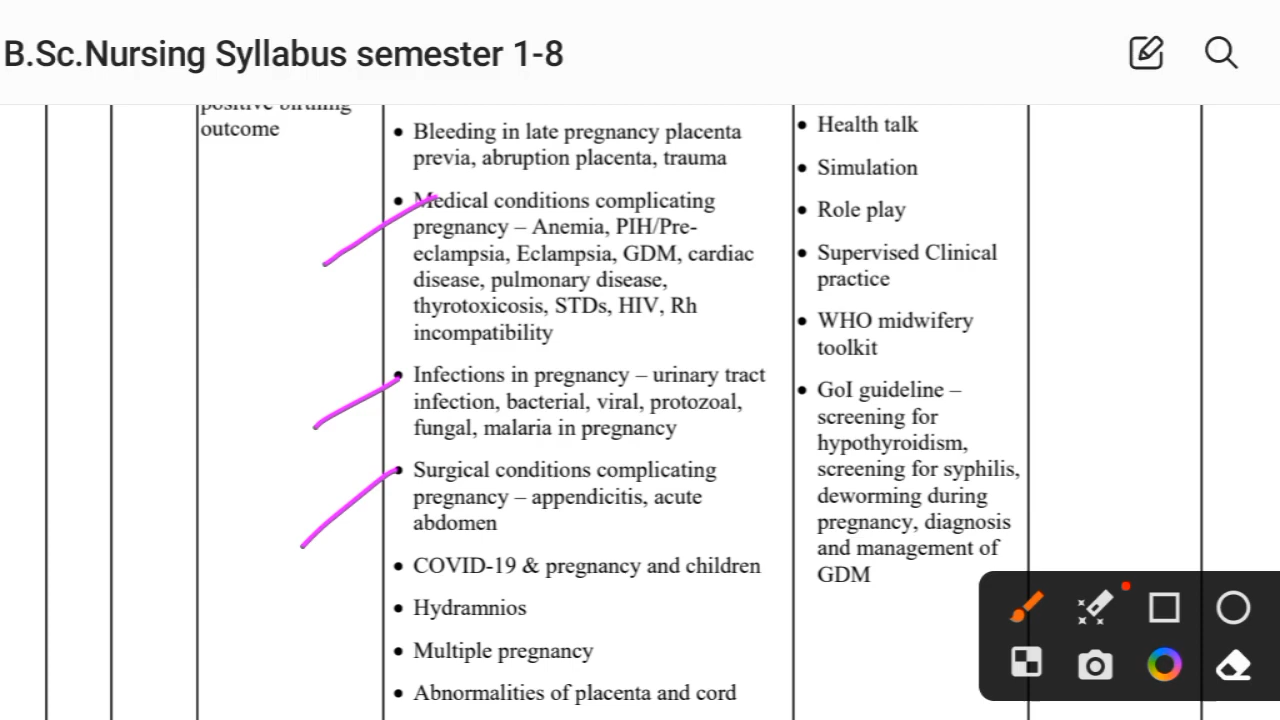 B.Sc.Nursing Syllabus semester 1-8
positive birthing
outcome
• Bleeding in late pregnancy placenta
previa, abruption placenta, trauma
• Medical conditions complicating
pregnancy – Anemia, PIH/Pre-
eclampsia, Eclampsia, GDM, cardiac
disease, pulmonary disease,
thyrotoxicosis, STDs, HIV, Rh
incompatibility
• Infections in pregnancy – urinary tract
infection, bacterial, viral, protozoal,
fungal, malaria in pregnancy
• Surgical conditions complicating
pregnancy – appendicitis, acute
abdomen
• COVID-19 & pregnancy and children
• Hydramnios
• Multiple pregnancy
• Abnormalities of placenta and cord
• Health talk
• Simulation
• Role play
• Supervised Clinical
practice
• WHO midwifery
toolkit
• GoI guideline –
screening for
hypothyroidism,
screening for syphilis,
deworming during
pregnancy, diagnosis
and management of
GDM